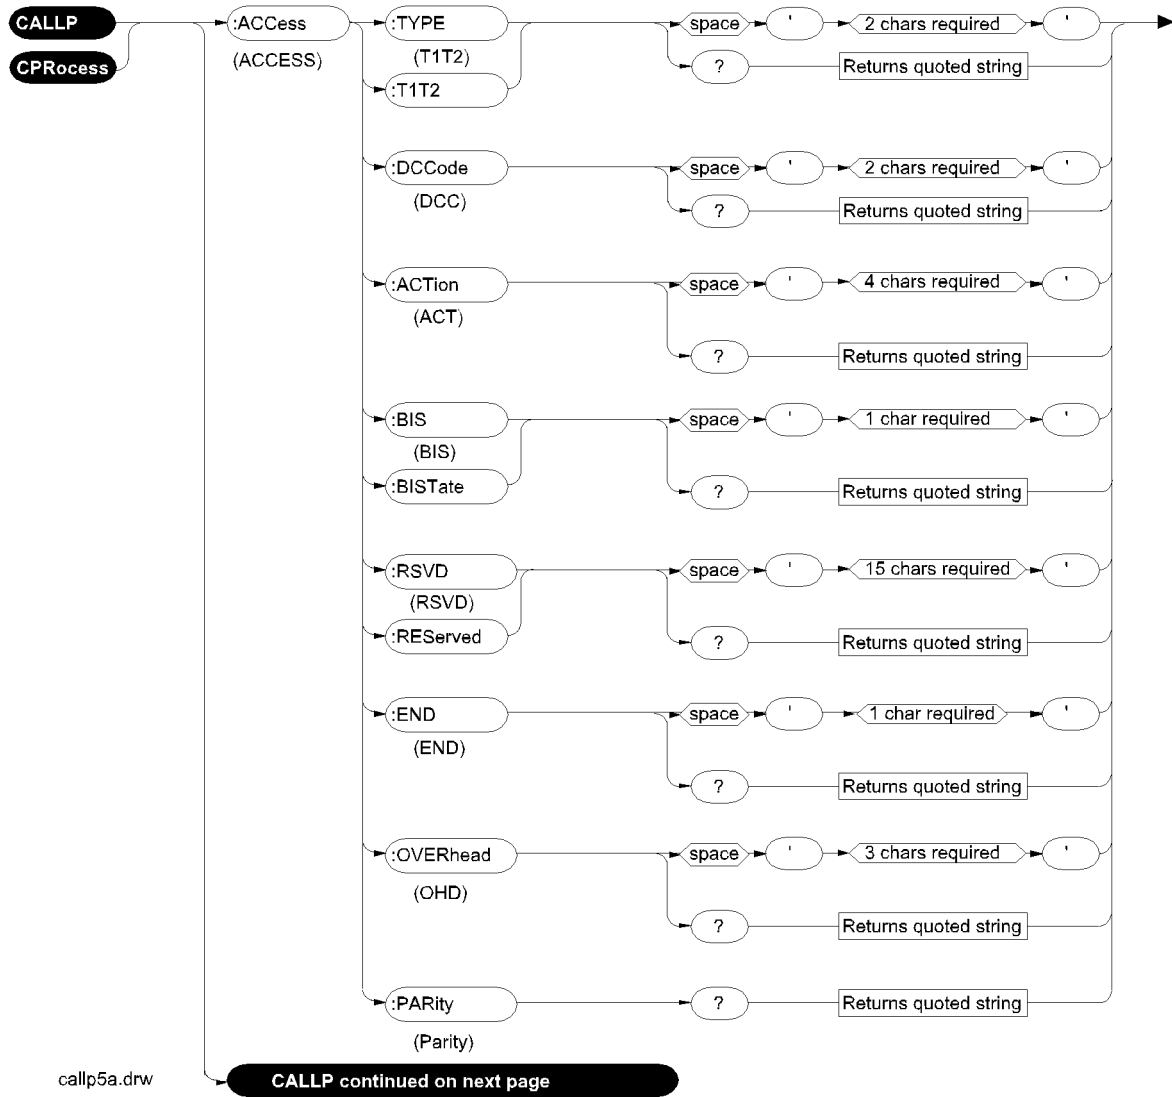 CALLP :ACCess :TYPE space ' 2 chars required '
CPRocess (ACCESS) (T1T2) ? Returns quoted string
:T1T2
:DCCode space ' 2 chars required '
(DCC) ? Returns quoted string
:ACTion space ' 4 chars required '
(ACT)
? Returns quoted string
:BIS space ' 1 char required '
(BIS)
:BISTate ? Returns quoted string
:RSVD space ' 15 chars required '
(RSVD)
:REServed ? Returns quoted string
:END space ' 1 char required '
(END)
? Returns quoted string
:OVERhead space ' 3 chars required '
(OHD)
? Returns quoted string
:PARity ? Returns quoted string
(Parity)
callp5a.drw CALLP continued on next page